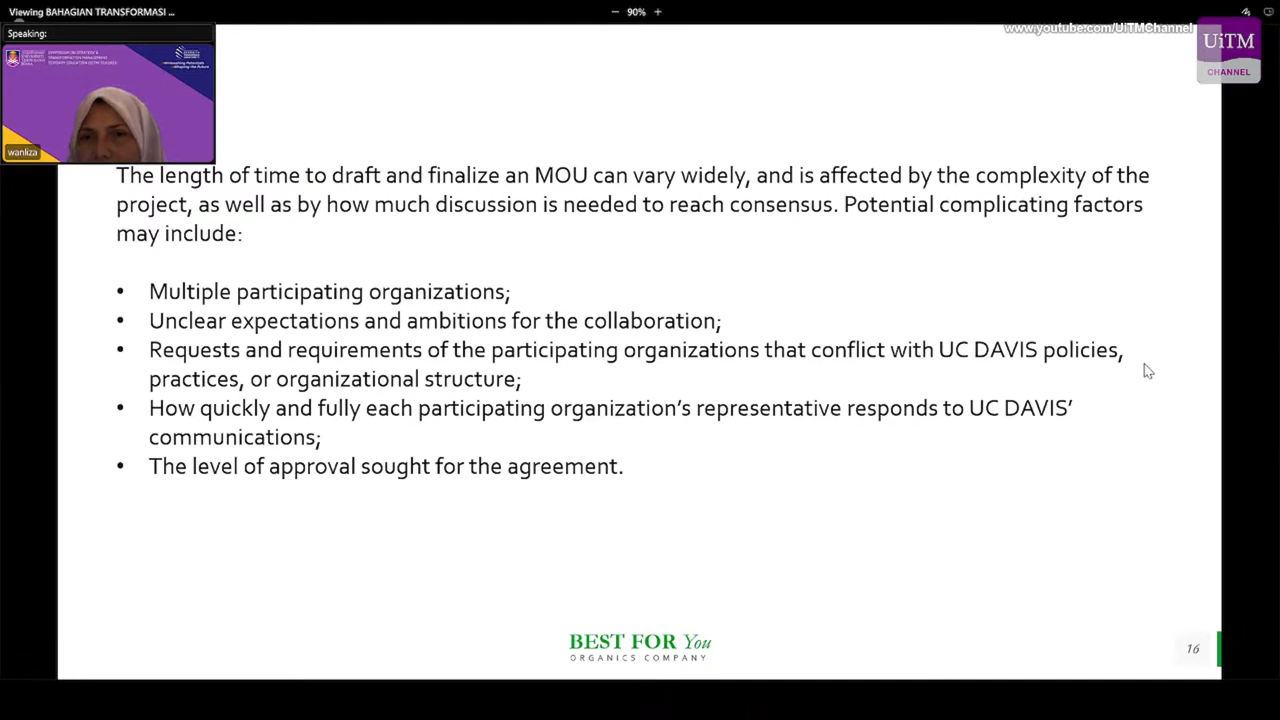 Viewing BAHAGIAN TRANSFORMASI ...
90%
Speaking:
www.youtube.com/UiTMChannel
UiTM
CHANNEL
wanliza
The length of time to draft and finalize an MOU can vary widely, and is affected by the complexity of the
project, as well as by how much discussion is needed to reach consensus. Potential complicating factors
may include:
• Multiple participating organizations;
• Unclear expectations and ambitions for the collaboration;
• Requests and requirements of the participating organizations that conflict with UC DAVIS policies,
practices, or organizational structure;
• How quickly and fully each participating organization's representative responds to UC DAVIS'
communications;
• The level of approval sought for the agreement.
BEST FOR You
ORGANICS COMPANY
16